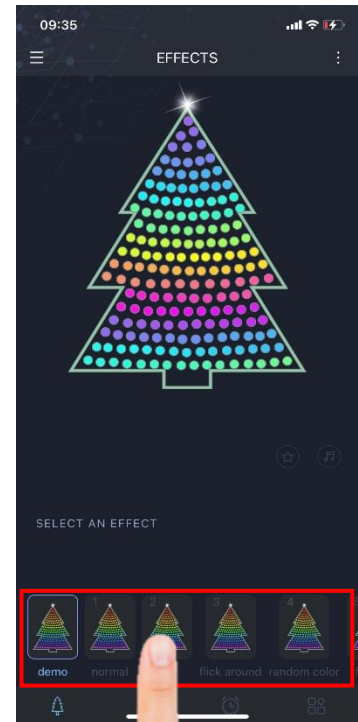 09:35
EFFECTS
SELECT AN EFFECT
1 2 3 4
demo normal flick around random color